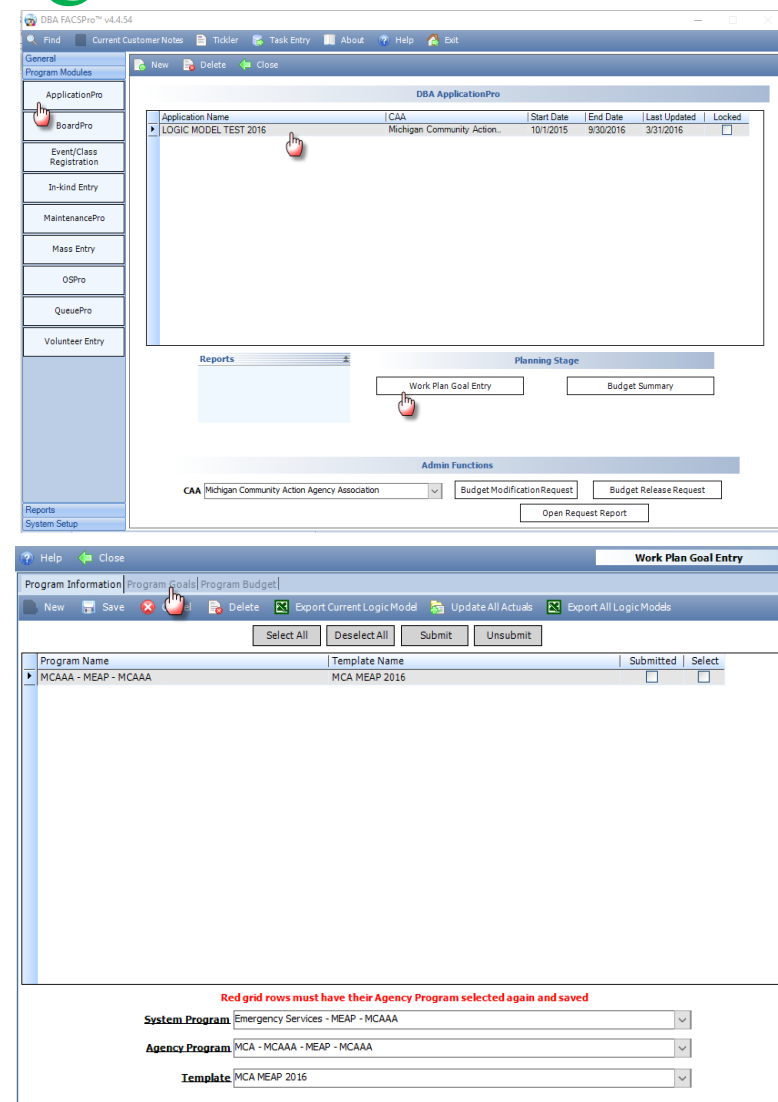 DBA FACSPro™ v4.4.54
Find Current Customer Notes Tickler Task Entry About Help Exit
General
Program Modules
New Delete Close
ApplicationPro
DBA ApplicationPro
Application Name CAA Start Date End Date Last Updated Locked
LOGIC MODEL TEST 2016 Michigan Community Action.. 10/1/2015 9/30/2016 3/31/2016
BoardPro
Event/Class
Registration
In-kind Entry
MaintenancePro
Mass Entry
OSPro
QueuePro
Volunteer Entry
Reports
Planning Stage
Work Plan Goal Entry Budget Summary
Admin Functions
CAA Michigan Community Action Agency Association Budget Modification Request Budget Release Request
Open Request Report
Reports
System Setup
Help Close Work Plan Goal Entry
Program Information Program Goals Program Budget
New Save Delete Export Current Logic Model Update All Actuals Export All Logic Models
Select All Deselect All Submit Unsubmit
Program Name Template Name Submitted Select
MCAAA - MEAP - MCAAA MCA MEAP 2016
Red grid rows must have their Agency Program selected again and saved
System Program Emergency Services - MEAP - MCAAA
Agency Program MCA - MCAAA - MEAP - MCAAA
Template MCA MEAP 2016